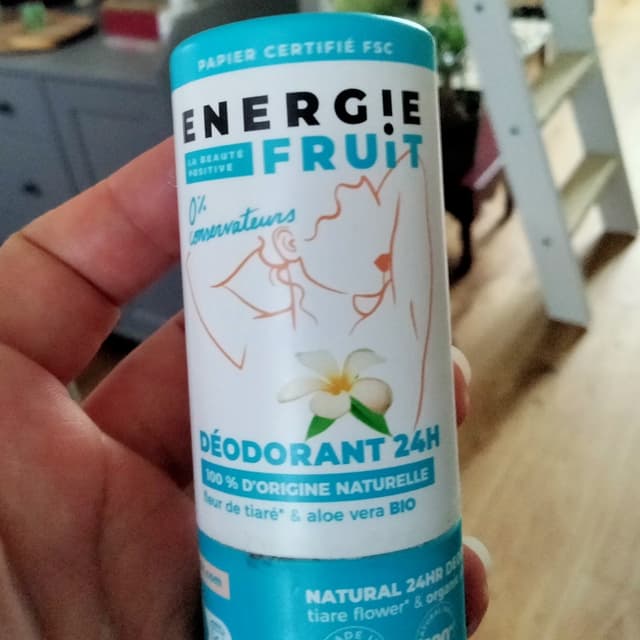 PAPIER CERTIFIÉ FSC
ENERGIE
LA BEAUTÉ
POSITIVE
FRUiT
0%
conservateurs
DÉODORANT 24H
100 % D'ORIGINE NATURELLE
fleur de tiaré* & aloe vera BIO
NATURAL 24HR
tiare flower* &